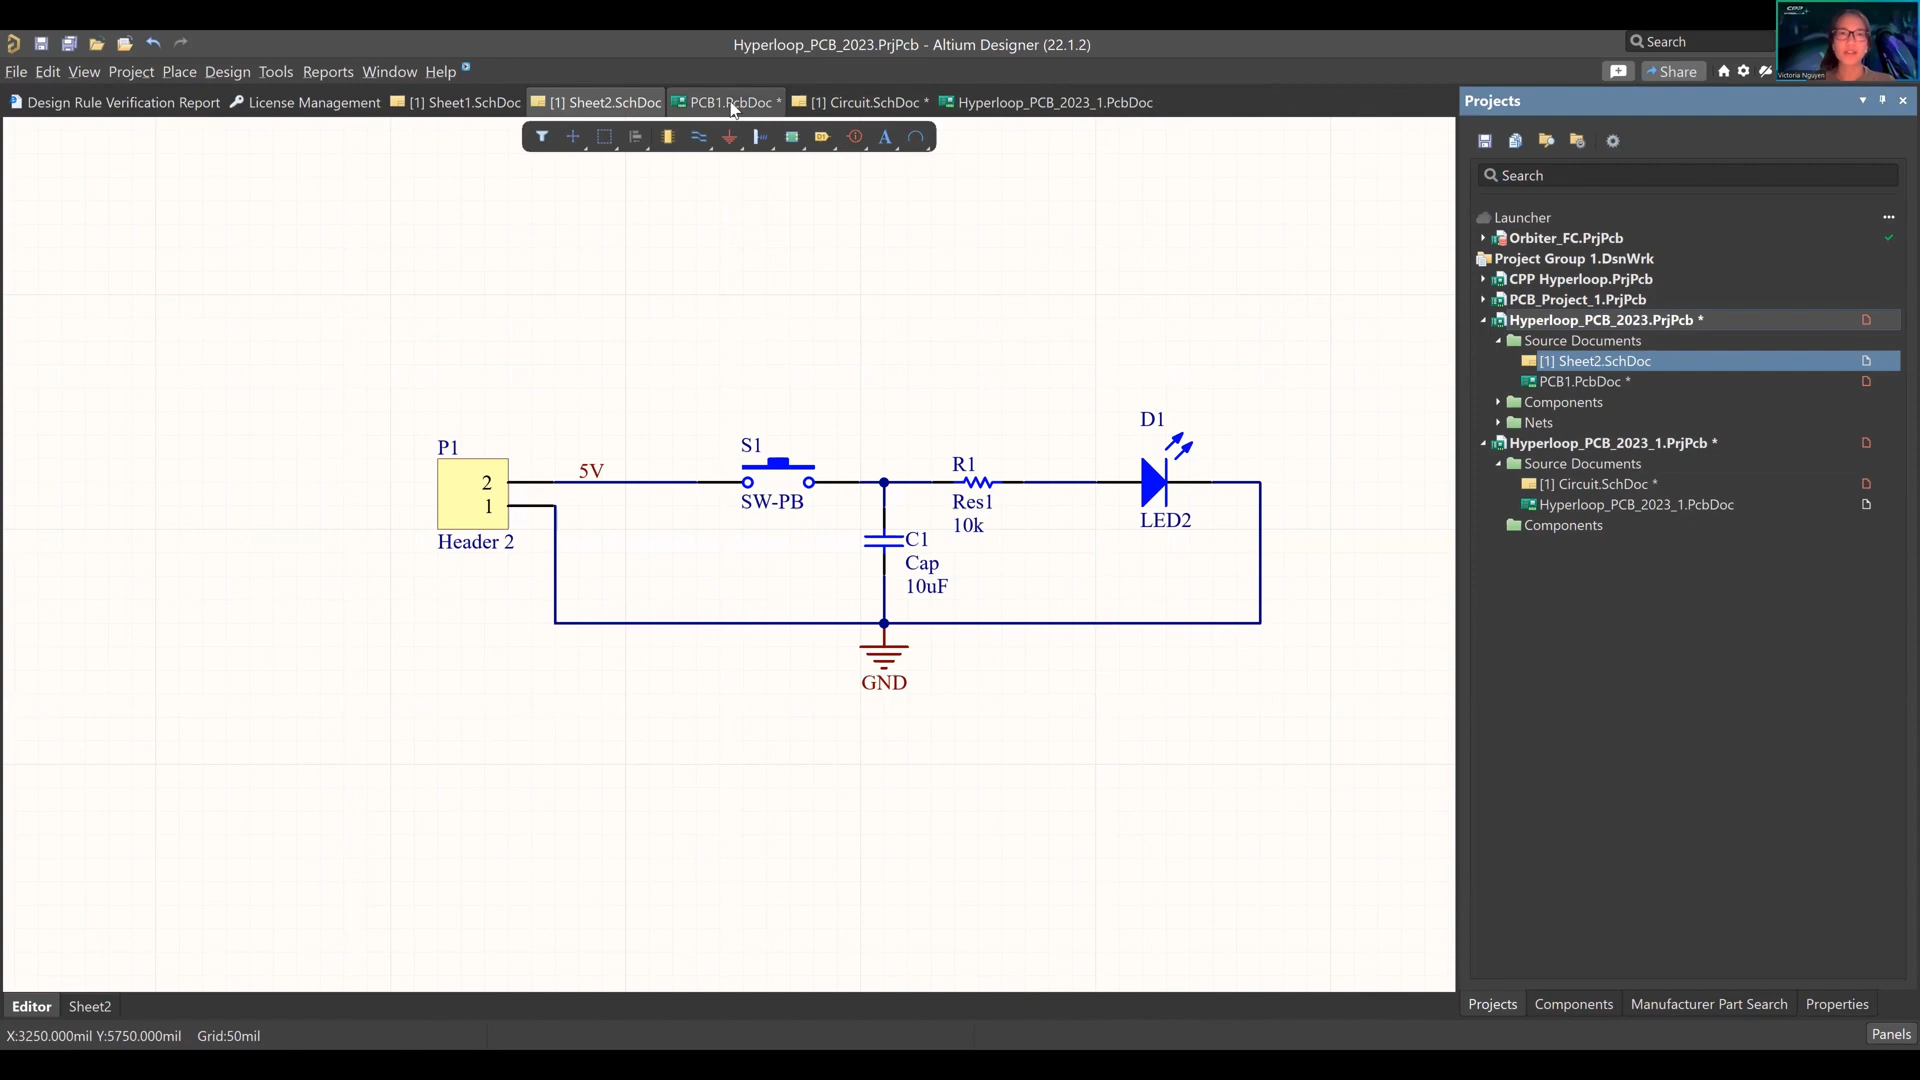 Hyperloop_PCB_2023.PrjPcb - Altium Designer (22.1.2)
Search
CPP
Victoria Nguyen
File Edit View Project Place Design Tools Reports Window Help
Share
Design Rule Verification Report License Management [1] Sheet1.SchDoc [1] Sheet2.SchDoc PCB1.PcbDoc * [1] Circuit.SchDoc * Hyperloop_PCB_2023_1.PcbDoc
Projects
Search
Launcher
Orbiter_FC.PrjPcb
Project Group 1.DsnWrk
CPP Hyperloop.PrjPcb
PCB_Project_1.PrjPcb
Hyperloop_PCB_2023.PrjPcb *
Source Documents
[1] Sheet2.SchDoc
PCB1.PcbDoc *
Components
Nets
Hyperloop_PCB_2023_1.PrjPcb *
Source Documents
[1] Circuit.SchDoc *
Hyperloop_PCB_2023_1.PcbDoc
Components
P1
2
1
Header 2
5V
S1
SW-PB
R1
Res1
10k
D1
LED2
C1
Cap
10uF
GND
Editor Sheet2
Projects Components Manufacturer Part Search Properties
X:3250.000mil Y:5750.000mil Grid:50mil
Panels